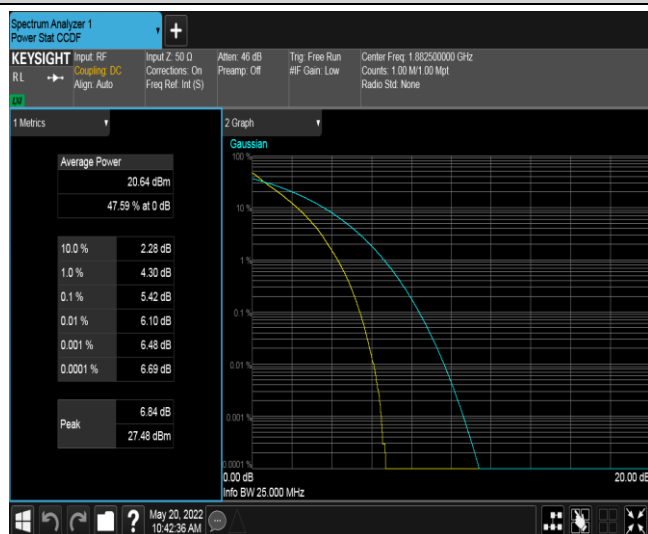 Spectrum Analyzer 1
Power Stat CCDF
+
KEYSIGHT
RL
LXI
Input: RF
Coupling: DC
Align: Auto
Input Z: 50 Ω
Corrections: On
Freq Ref: Int (S)
Atten: 46 dB
Preamp: Off
Trig: Free Run
#IF Gain: Low
Center Freq: 1.882500000 GHz
Counts: 1.00 M/1.00 Mpt
Radio Std: None
1 Metrics
Average Power
20.64 dBm
47.59 % at 0 dB
10.0 % 2.28 dB
1.0 % 4.30 dB
0.1 % 5.42 dB
0.01 % 6.10 dB
0.001 % 6.48 dB
0.0001 % 6.69 dB
Peak
6.84 dB
27.48 dBm
2 Graph
Gaussian
100 %
10 %
1 %
0.1 %
0.01 %
0.001 %
0.0001 %
0.00 dB
20.00 dB
Info BW 25.000 MHz
?
May 20, 2022
10:42:36 AM